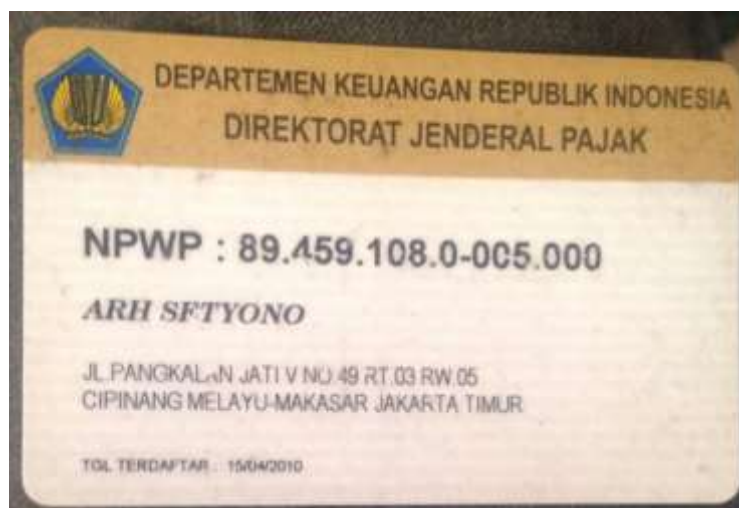 DEPARTEMEN KEUANGAN REPUBLIK INDONESIA
DIREKTORAT JENDERAL PAJAK
NPWP : 89.459.108.0-005.000
ARH SETYONO
JL.PANGKALAN JATI V NO.49 RT.03 RW.05
CIPINANG MELAYU-MAKASAR JAKARTA TIMUR
TGL TERDAFTAR : 15/04/2010